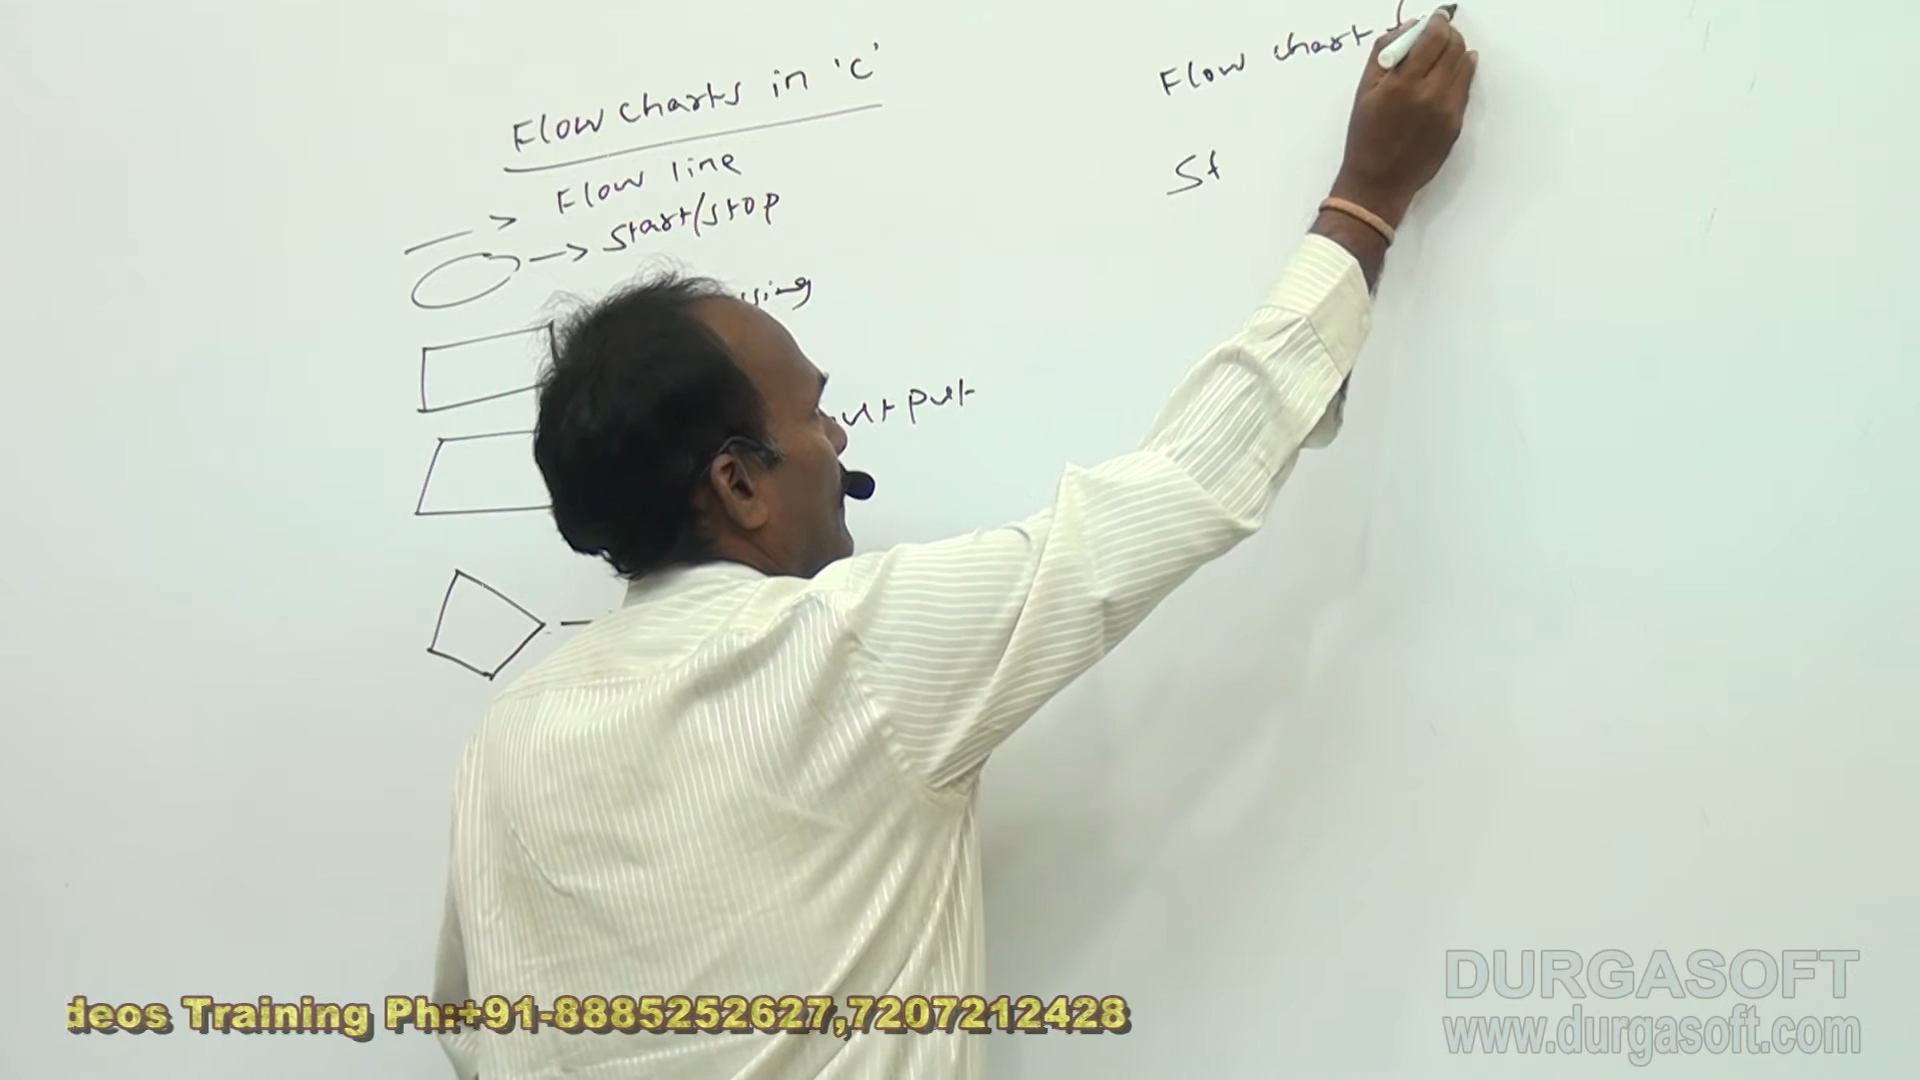 Flow charts in 'c'
Flow line
start/stop
Flow chart
St
deos Training Ph:+91-8885252627,7207212428
DURGASOFT
www.durgasoft.com